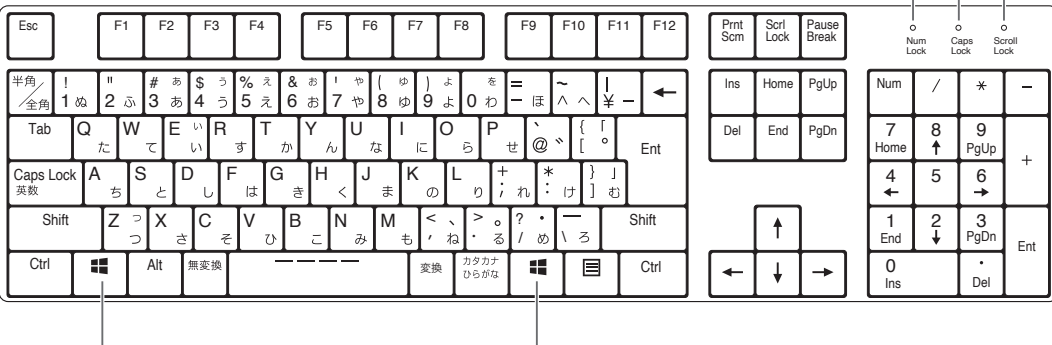 Esc F1 F2 F3 F4 F5 F6 F7 F8 F9 F10 F11 F12 Prnt Scrn Scrl Lock Pause Break Num Lock Caps Lock Scroll Lock
半角/全角 ! 1 ぬ " 2 ふ # ぁ 3 あ $ ぅ 4 う % ぇ 5 え & ぉ 6 お ' ゃ 7 や ( ゅ 8 ゆ ) ょ 9 よ を 0 わ = - ほ ~ ^ へ | ¥ ー ← Ins Home PgUp Num / * -
Tab Q た W て E ぃ い R す T か Y ん U な I に O ら P せ ` @ ゛ { 「 [ ゜ Ent Del End PgDn 7 Home 8 ↑ 9 PgUp +
Caps Lock 英数 A ち S と D し F は G き H く J ま K の L り + ; れ * : け } 」 ] む 4 ← 5 6 →
Shift Z っ つ X さ C そ V ひ B こ N み M も < 、 , ね > 。 . る ? ・ / め _ \ ろ Shift ↑ 1 End 2 ↓ 3 PgDn Ent
Ctrl Alt 無変換 変換 カタカナ ひらがな Ctrl ← ↓ → 0 Ins . Del